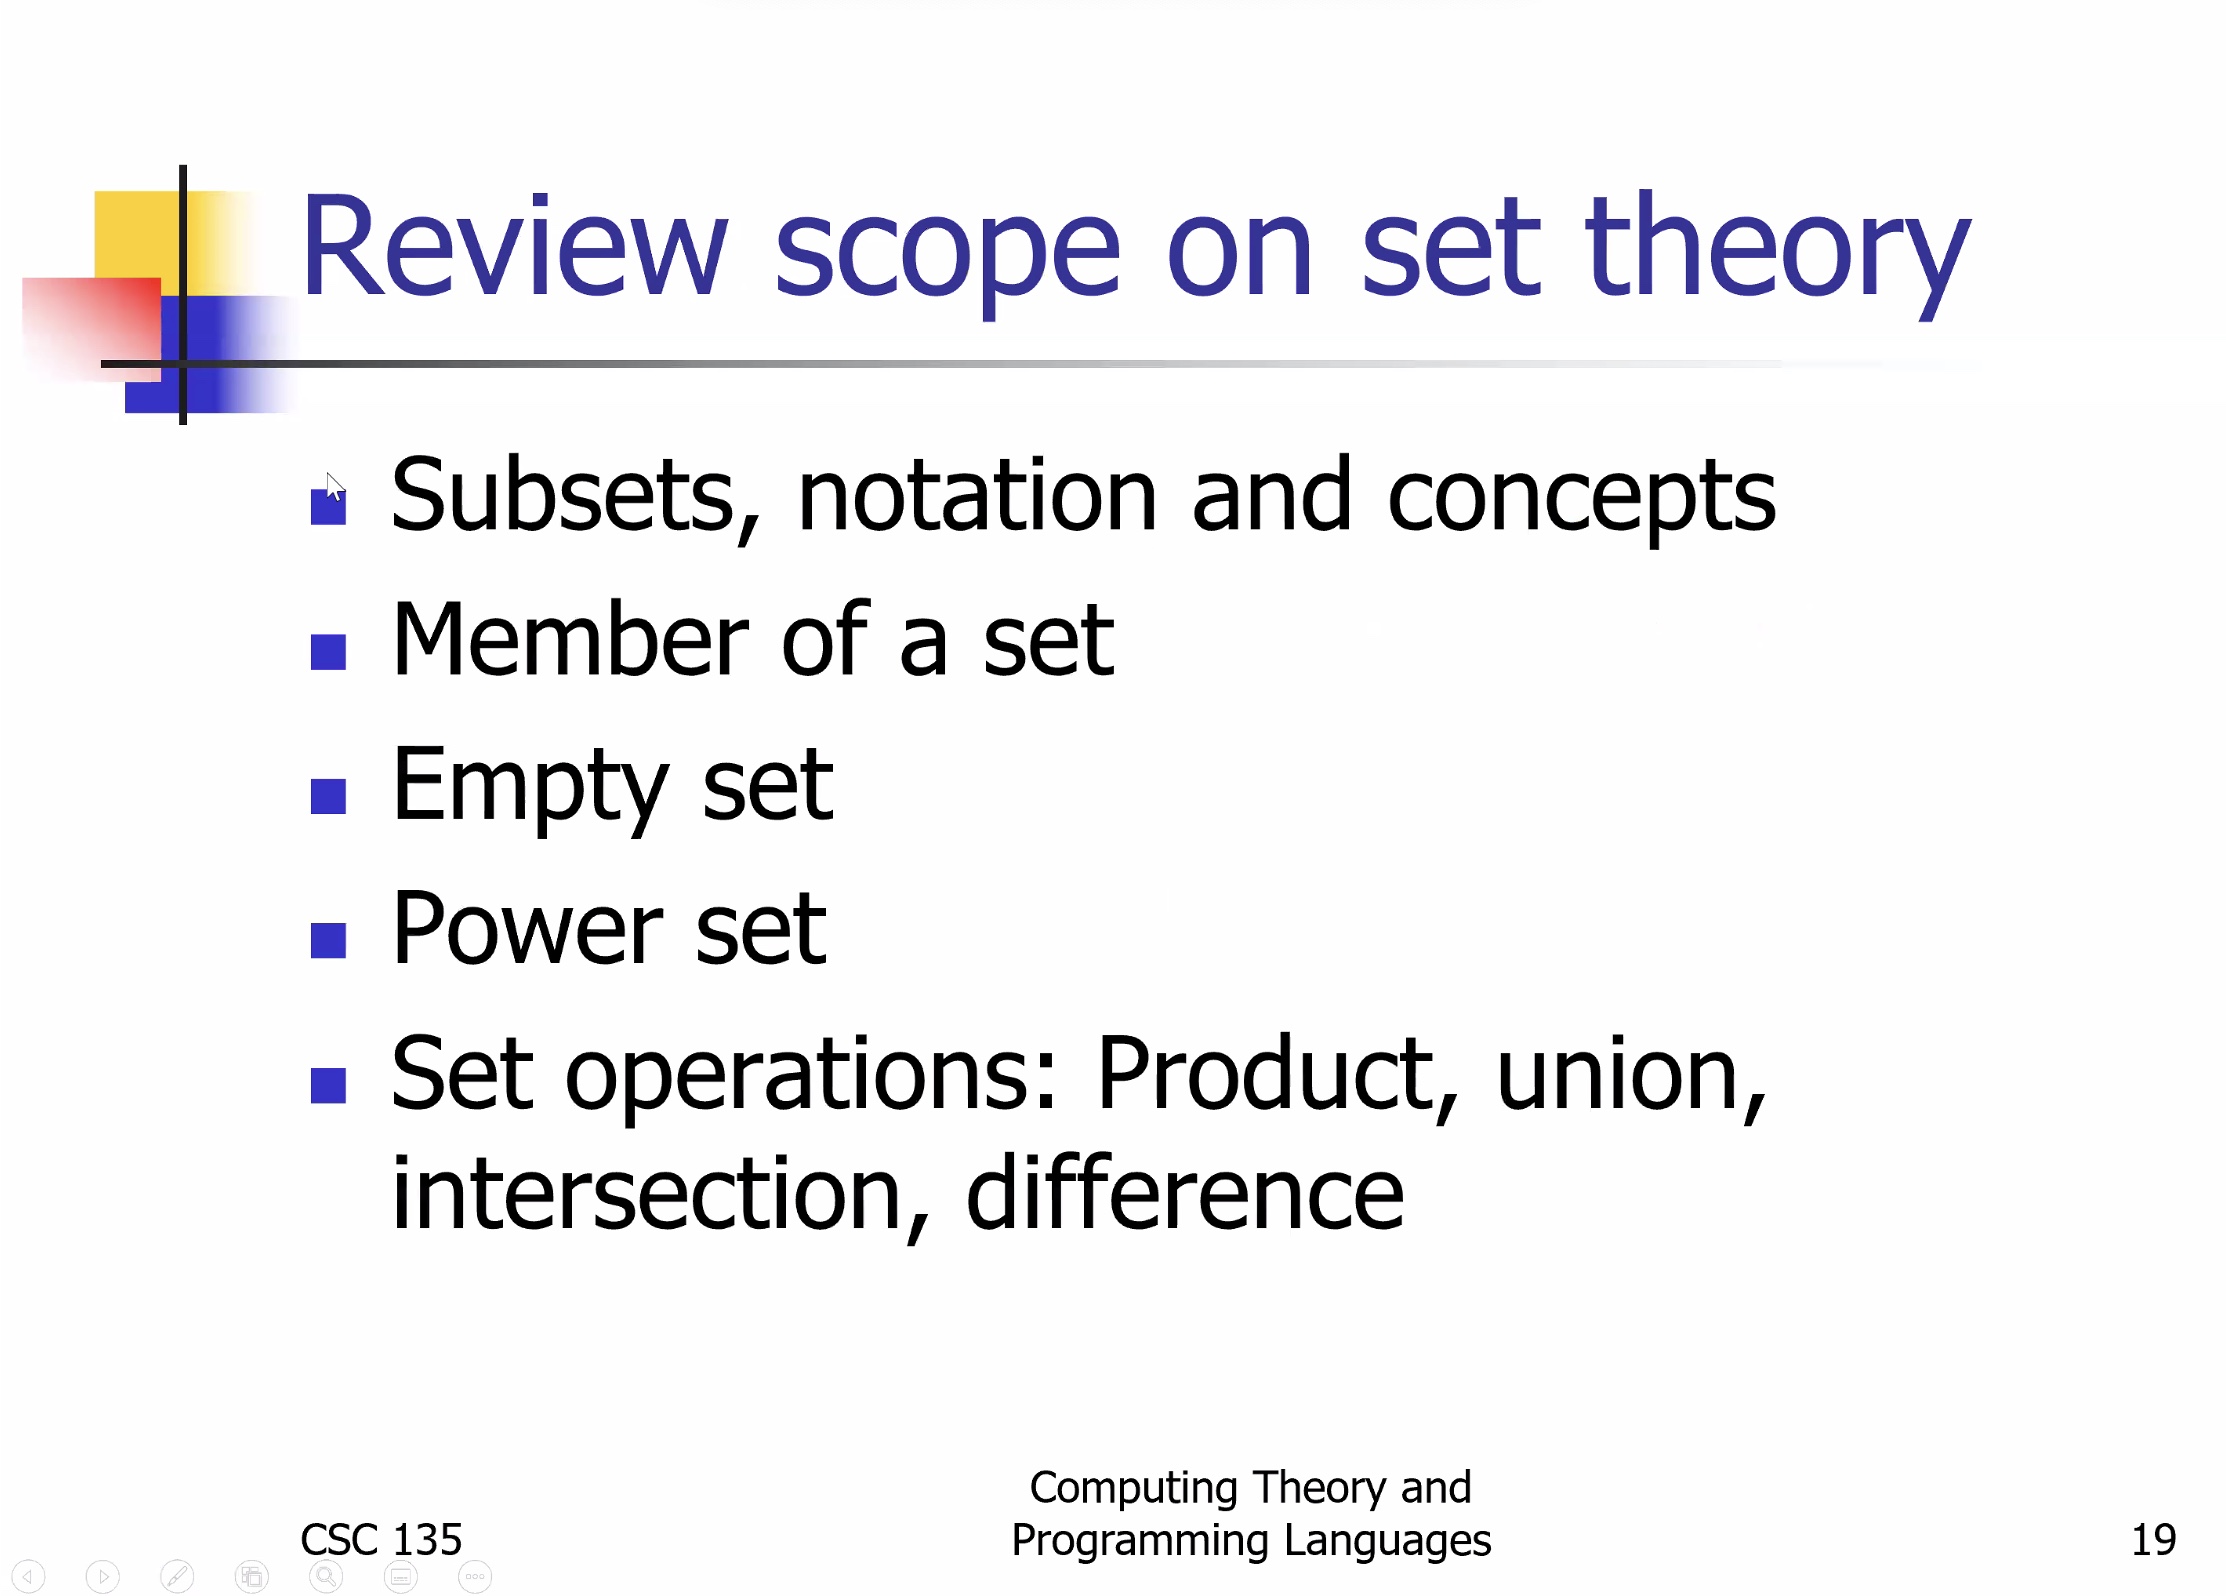 Review scope on set theory
Subsets, notation and concepts
Member of a set
Empty set
Power set
Set operations: Product, union,
intersection, difference
CSC 135
Computing Theory and
Programming Languages
19